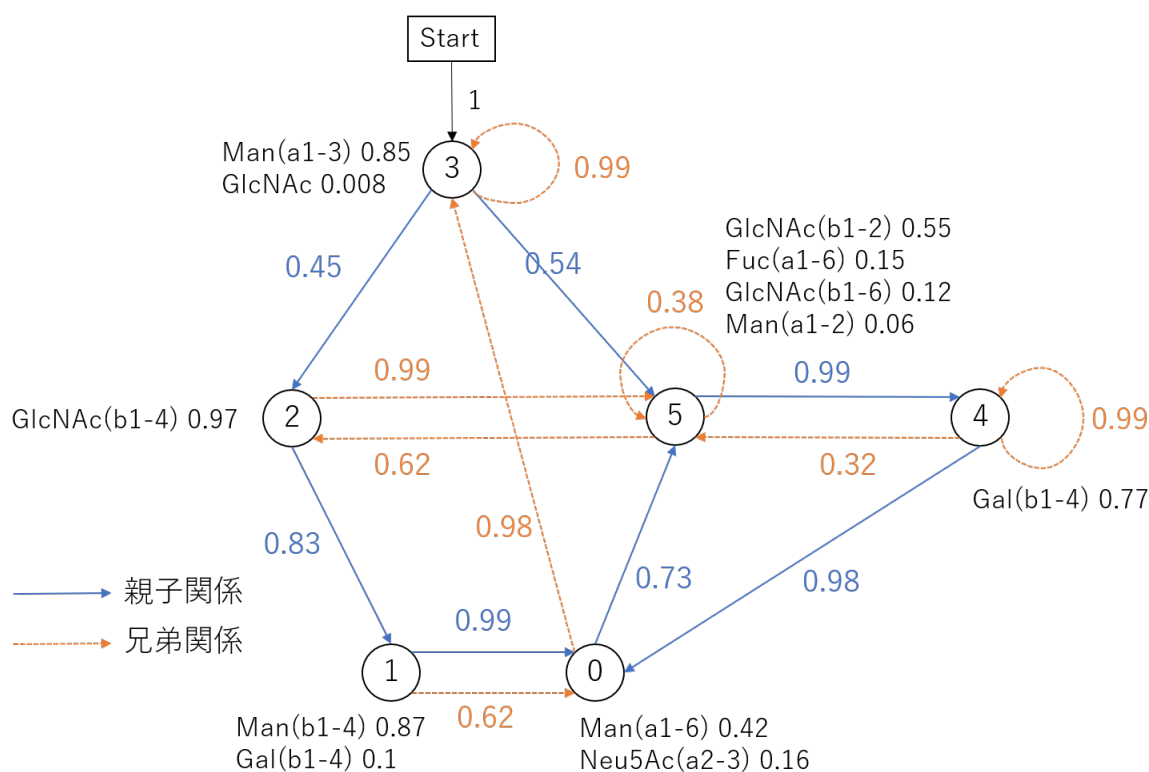 Start
1
Man(a1-3) 0.85
GlcNAc 0.008
3
0.99
0.45
0.54
GlcNAc(b1-2) 0.55
Fuc(a1-6) 0.15
GlcNAc(b1-6) 0.12
Man(a1-2) 0.06
0.38
0.99
0.99
GlcNAc(b1-4) 0.97
2
5
4
0.99
0.62
0.32
Gal(b1-4) 0.77
0.98
0.83
0.73
0.98
親子関係
兄弟関係
0.99
1
0
0.62
Man(b1-4) 0.87
Gal(b1-4) 0.1
Man(a1-6) 0.42
Neu5Ac(a2-3) 0.16